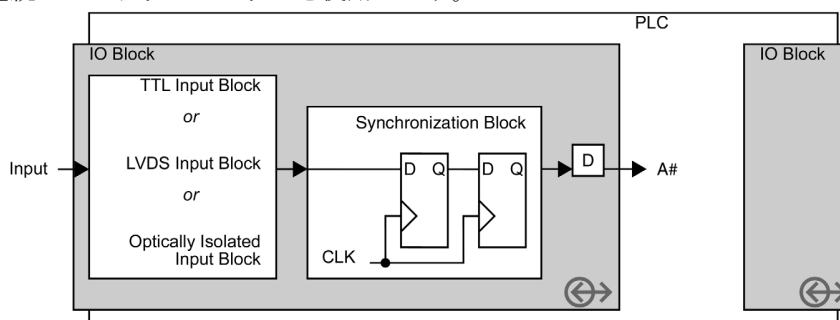 PLC
IO Block
IO Block
TTL Input Block
or
LVDS Input Block
or
Optically Isolated
Input Block
Synchronization Block
Input
D Q
D Q
CLK
D
A#